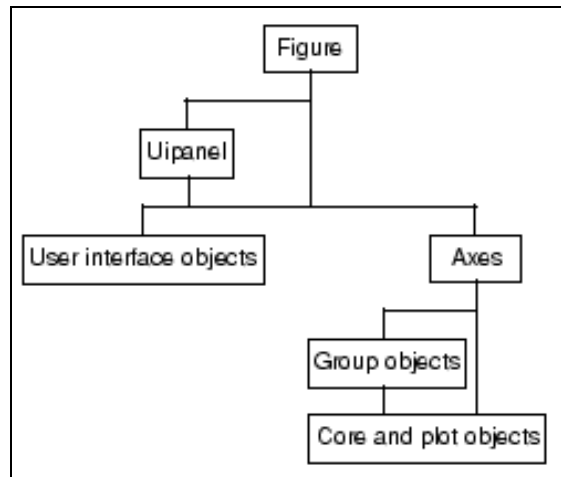 Figure
Uipanel
User interface objects
Axes
Group objects
Core and plot objects